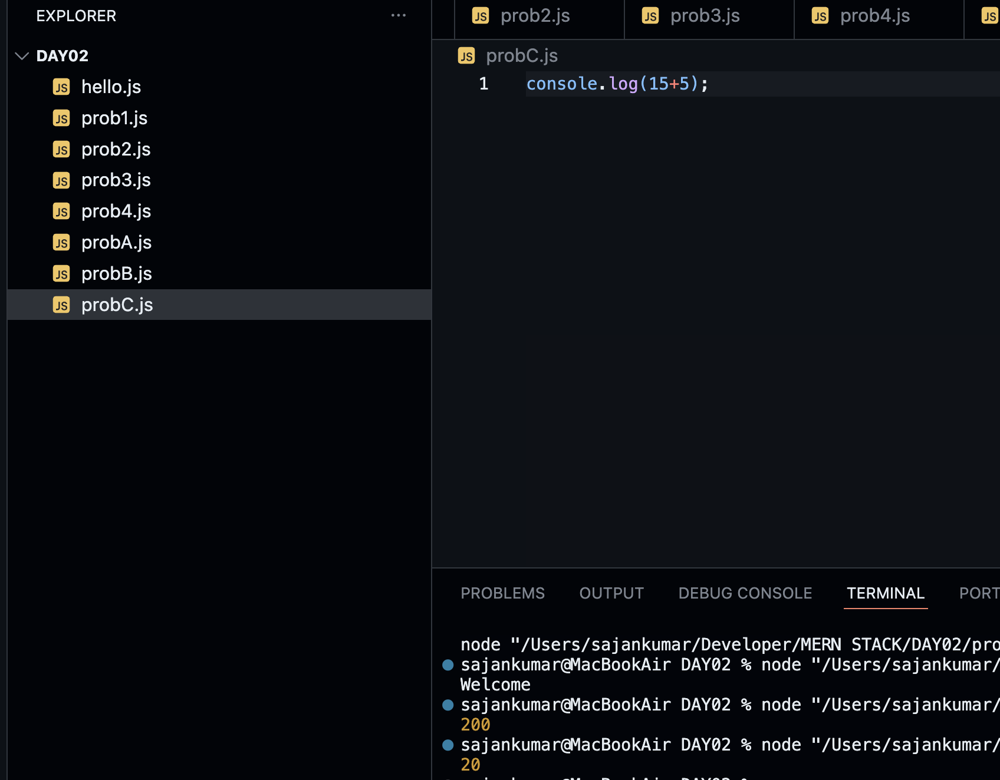 EXPLORER ···
DAY02
JS hello.js
JS prob1.js
JS prob2.js
JS prob3.js
JS prob4.js
JS probA.js
JS probB.js
JS probC.js
JS prob2.js JS prob3.js JS prob4.js JS
JS probC.js
1 console.log(15+5);
PROBLEMS OUTPUT DEBUG CONSOLE TERMINAL PORT
node "/Users/sajankumar/Developer/MERN STACK/DAY02/pro
sajankumar@MacBookAir DAY02 % node "/Users/sajankumar/
Welcome
sajankumar@MacBookAir DAY02 % node "/Users/sajankumar/
200
sajankumar@MacBookAir DAY02 % node "/Users/sajankumar/
20